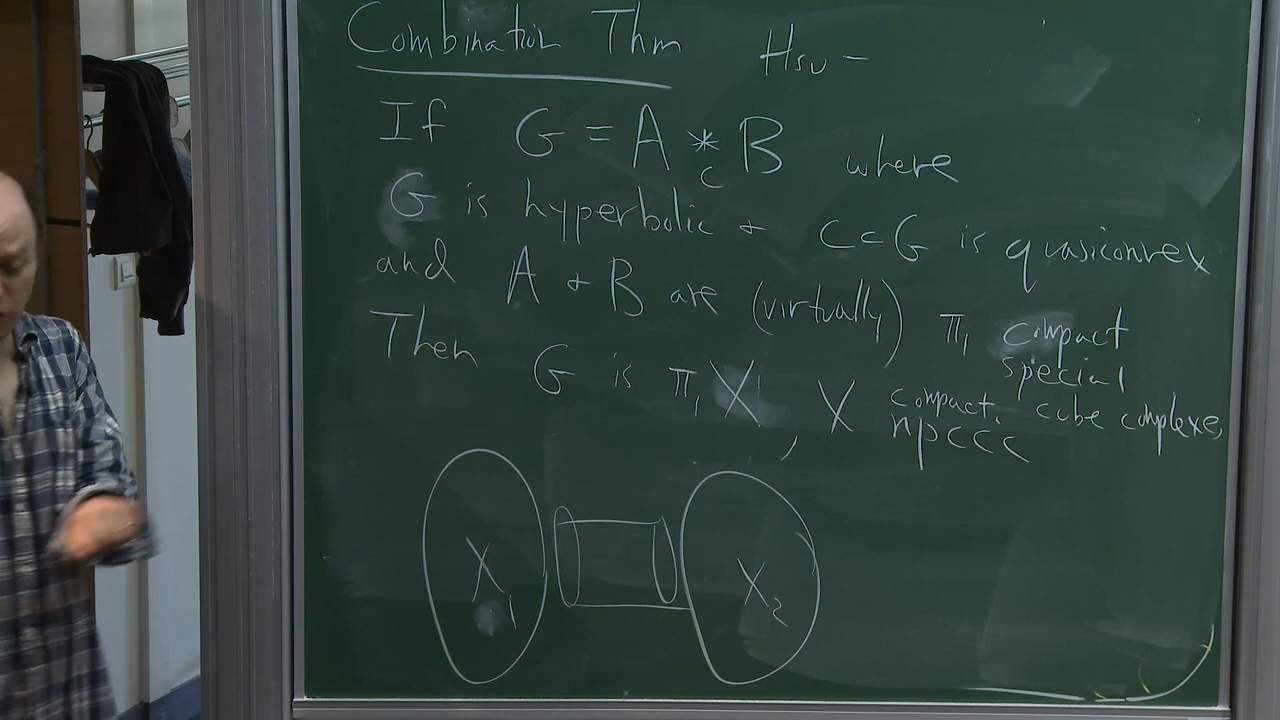 Combination Thm Hsu –
If G = A *_C B where
G is hyperbolic + C ⊂ G is quasiconvex
and A + B are (virtually) π₁ compact special cube complexes
Then G is π₁X, X compact npccc
X₁ X₂